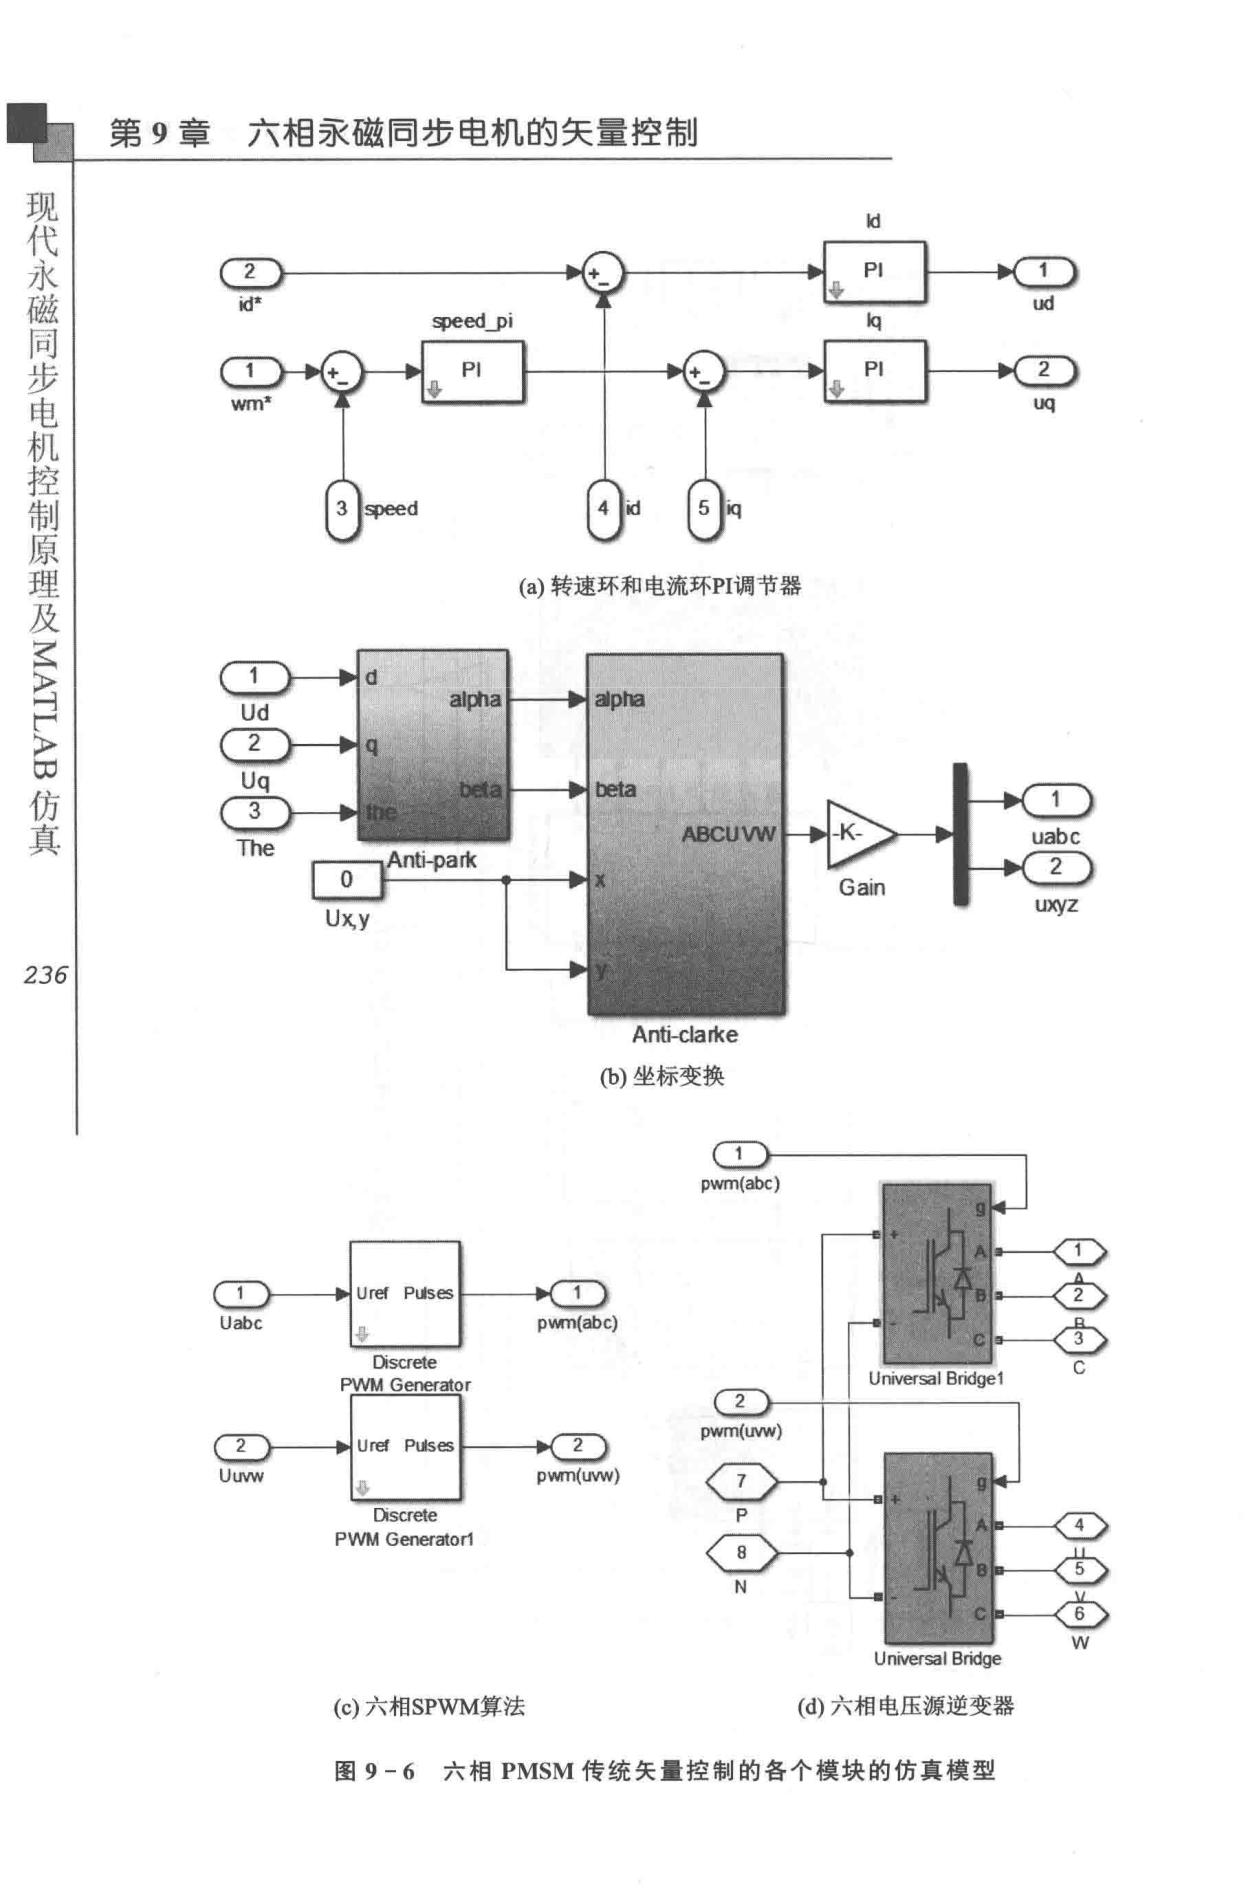 第 9 章 六相永磁同步电机的矢量控制
现代永磁同步电机控制原理及MATLAB仿真
236
Id
2
+
-
PI
1
id*
ud
speed_pi
Iq
1
+
-
PI
+
-
PI
2
wm*
uq
3
speed
4
id
5
iq
(a) 转速环和电流环PI调节器
1
d
Ud
alpha
alpha
2
q
Uq
beta
beta
3
the
The
ABCUVW
-K-
1
uabc
Anti-park
0
x
Gain
2
Ux,y
uxyz
y
Anti-clarke
(b) 坐标变换
1
Uref Pulses
1
Uabc
pwm(abc)
Discrete
PWM Generator
2
Uref Pulses
2
Uuvw
pwm(uvw)
Discrete
PWM Generator1
1
pwm(abc)
g
+
A
1
A
B
2
B
-
C
3
C
Universal Bridge1
2
pwm(uvw)
g
7
P
+
A
4
U
8
N
B
5
V
-
C
6
W
Universal Bridge
(c) 六相SPWM算法
(d) 六相电压源逆变器
图 9-6 六相 PMSM 传统矢量控制的各个模块的仿真模型